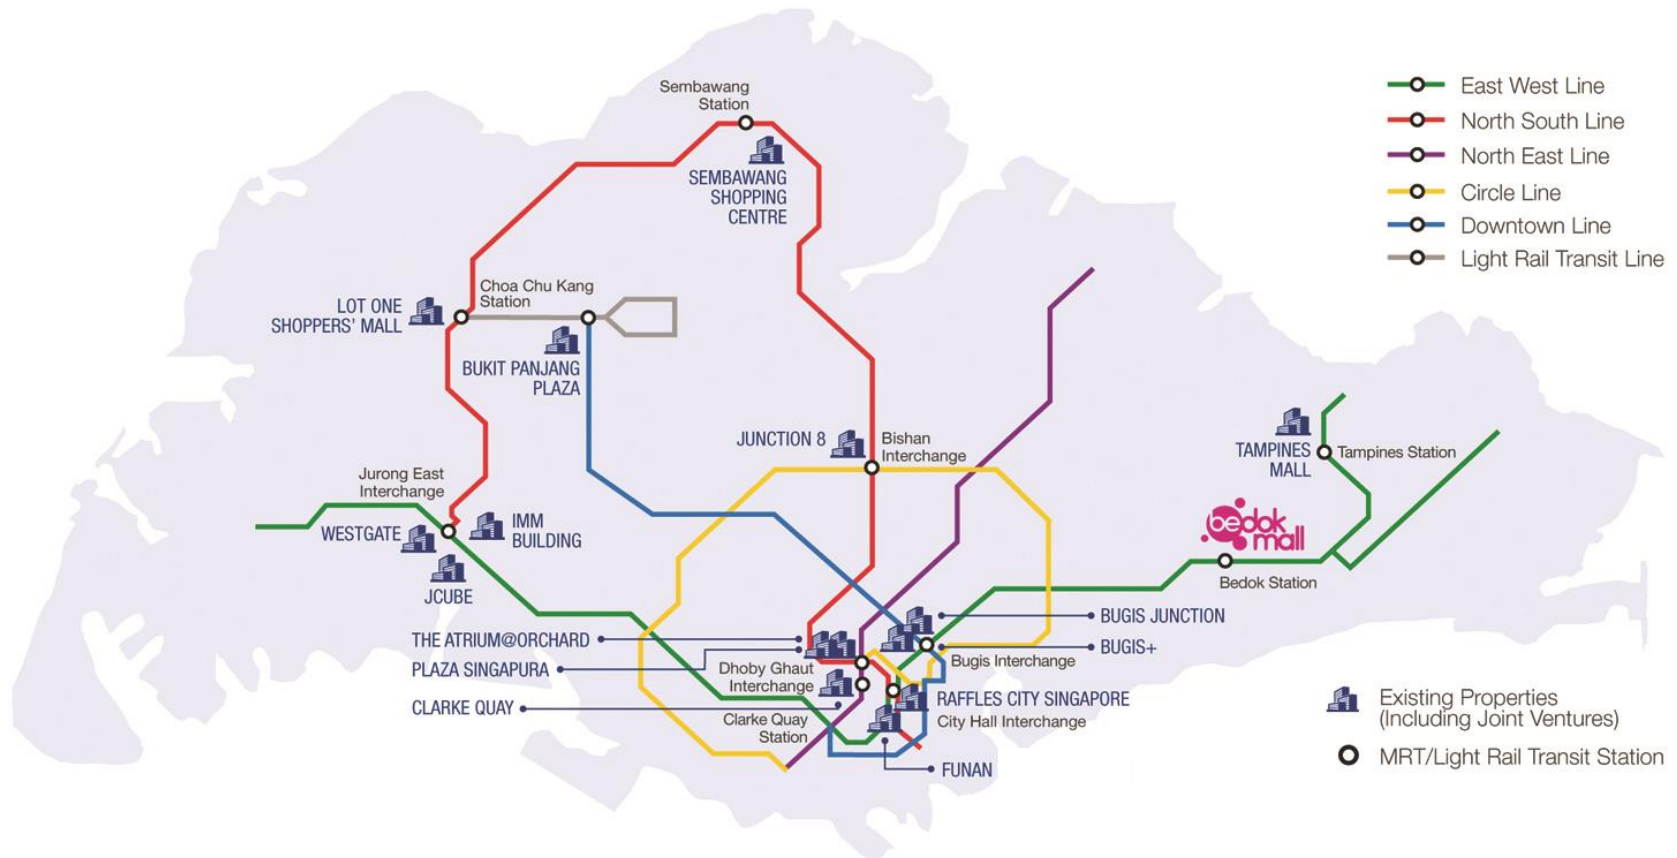 Sembawang
Station
SEMBAWANG
SHOPPING
CENTRE
East West Line
North South Line
North East Line
Circle Line
Downtown Line
Light Rail Transit Line
Choa Chu Kang
Station
LOT ONE
SHOPPERS' MALL
BUKIT PANJANG
PLAZA
JUNCTION 8
Bishan
Interchange
TAMPINES
MALL
Tampines Station
Jurong East
Interchange
WESTGATE
IMM
BUILDING
JCUBE
bedok
mall
Bedok Station
THE ATRIUM@ORCHARD
PLAZA SINGAPURA
CLARKE QUAY
Dhoby Ghaut
Interchange
Clarke Quay
Station
BUGIS JUNCTION
BUGIS+
Bugis Interchange
RAFFLES CITY SINGAPORE
City Hall Interchange
FUNAN
Existing Properties
(Including Joint Ventures)
MRT/Light Rail Transit Station